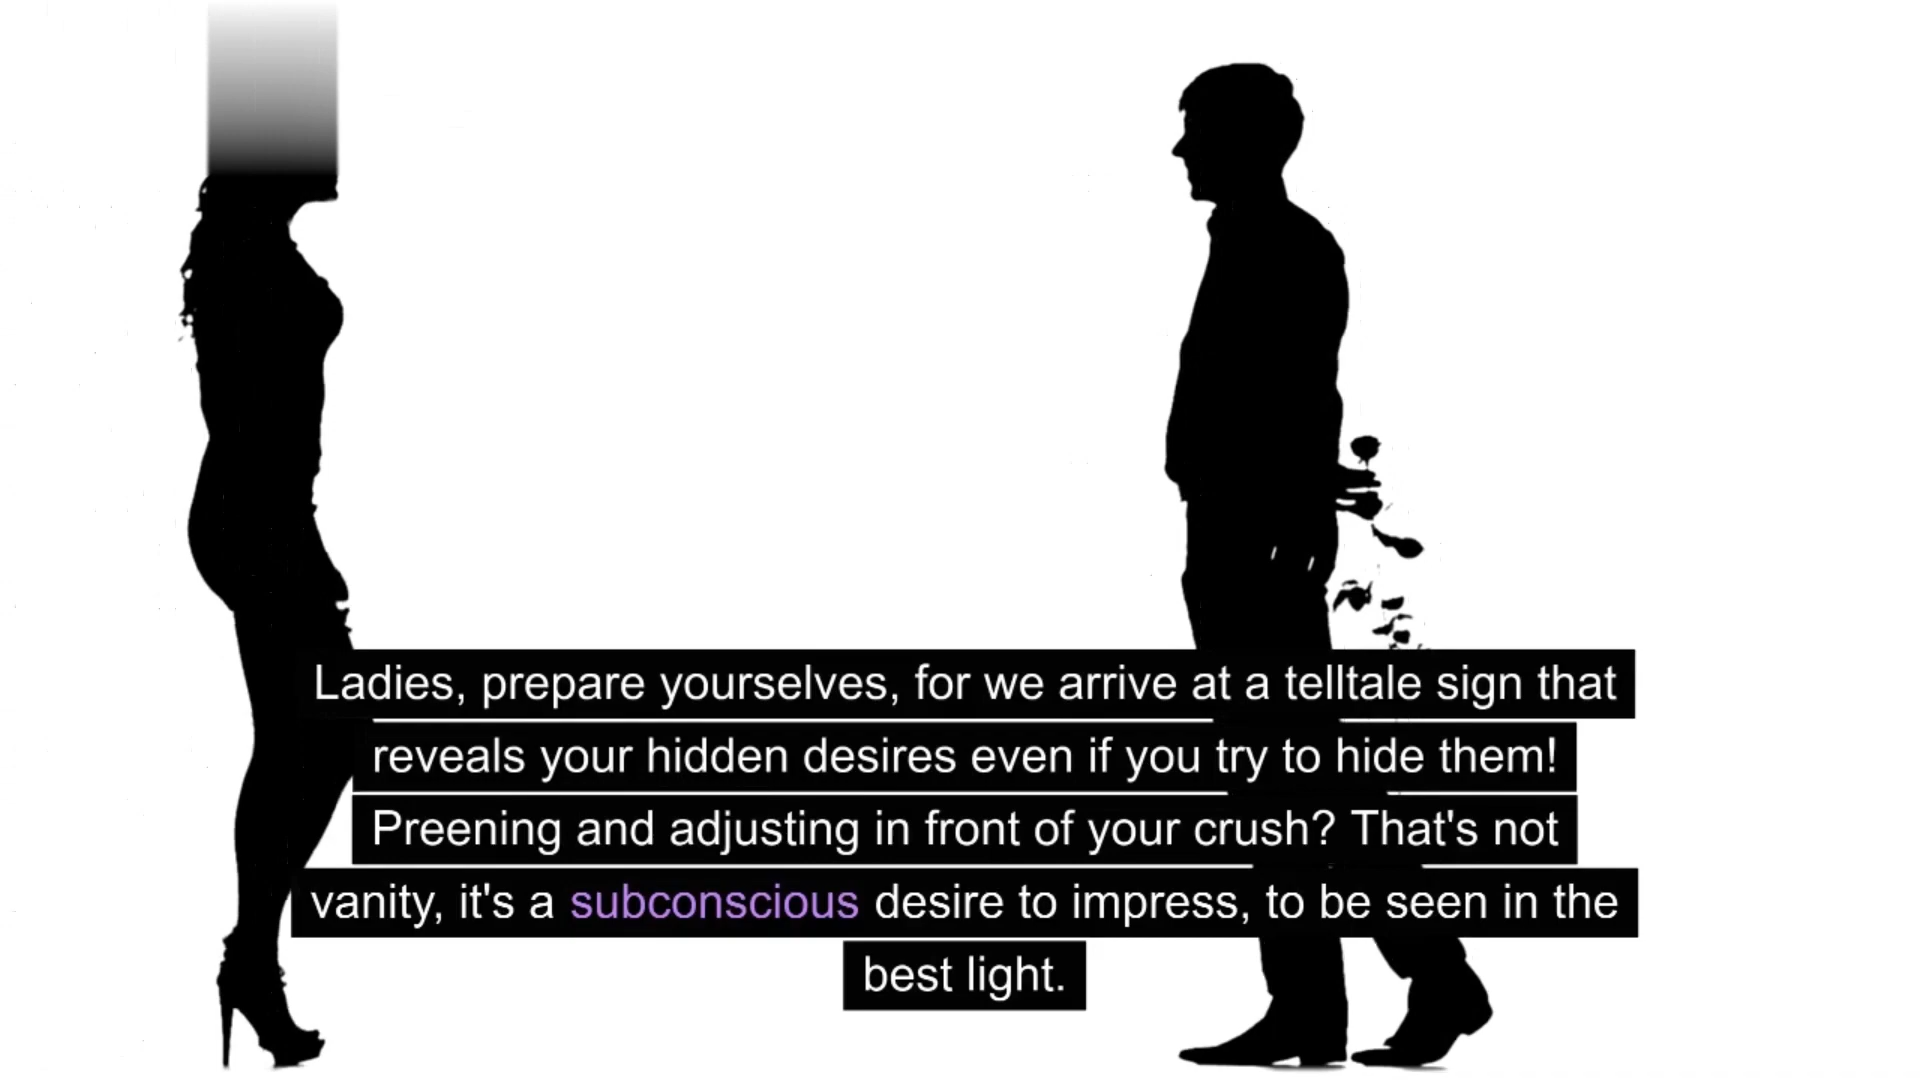 Ladies, prepare yourselves, for we arrive at a telltale sign that
reveals your hidden desires even if you try to hide them!
Preening and adjusting in front of your crush? That's not
vanity, it's a subconscious desire to impress, to be seen in the
best light.